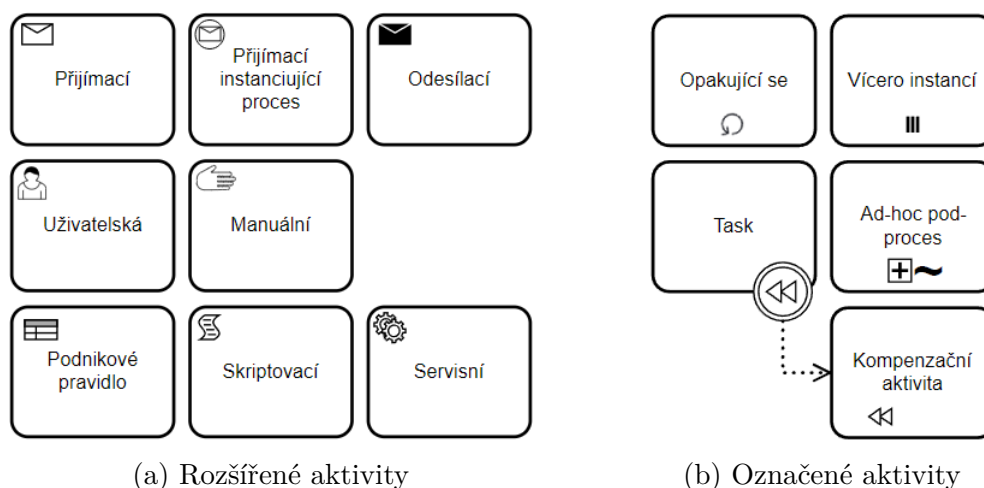 Přijímací
Přijímací
instanciující
proces
Odesílací
Opakující se
Vícero instancí
Uživatelská
Manuální
Task
Ad-hoc pod-
proces
Podnikové
pravidlo
Skriptovací
Servisní
Kompenzační
aktivita
(a) Rozšířené aktivity
(b) Označené aktivity